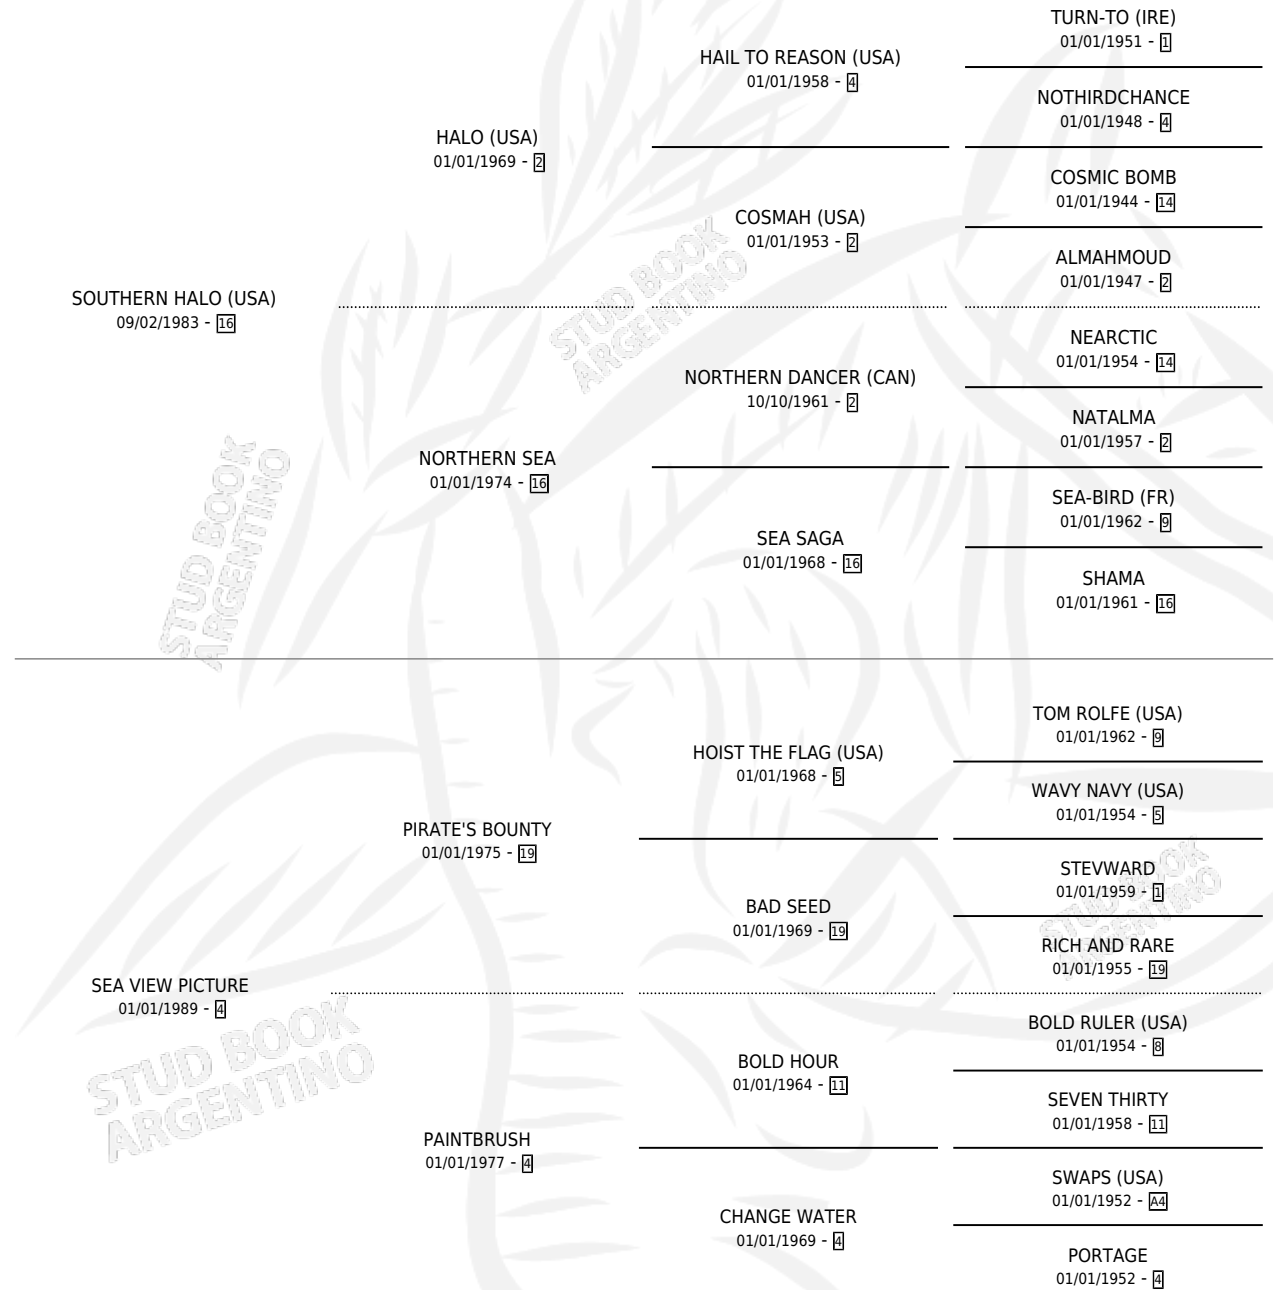 TURN-TO (IRE)
01/01/1951 - 1
HAIL TO REASON (USA)
01/01/1958 - 4
NOTHIRDCHANCE
01/01/1948 - 4
HALO (USA)
01/01/1969 - 2
COSMIC BOMB
01/01/1944 - 14
COSMAH (USA)
01/01/1953 - 2
ALMAHMOUD
01/01/1947 - 2
SOUTHERN HALO (USA)
09/02/1983 - 16
NEARCTIC
01/01/1954 - 14
NORTHERN DANCER (CAN)
10/10/1961 - 2
NATALMA
01/01/1957 - 2
NORTHERN SEA
01/01/1974 - 16
SEA-BIRD (FR)
01/01/1962 - 9
SEA SAGA
01/01/1968 - 16
SHAMA
01/01/1961 - 16
TOM ROLFE (USA)
01/01/1962 - 9
HOIST THE FLAG (USA)
01/01/1968 - 5
WAVY NAVY (USA)
01/01/1954 - 5
PIRATE'S BOUNTY
01/01/1975 - 19
STEVWARD
01/01/1959 - 1
BAD SEED
01/01/1969 - 19
RICH AND RARE
01/01/1955 - 19
SEA VIEW PICTURE
01/01/1989 - 4
BOLD RULER (USA)
01/01/1954 - 8
BOLD HOUR
01/01/1964 - 11
SEVEN THIRTY
01/01/1958 - 11
PAINTBRUSH
01/01/1977 - 4
SWAPS (USA)
01/01/1952 - A4
CHANGE WATER
01/01/1969 - 4
PORTAGE
01/01/1952 - 4
STUD BOOK
ARGENTINO
STUD BOOK
ARGENTINO
STUD BOOK
ARGENTINO
STUD BOOK
ARGENTINO